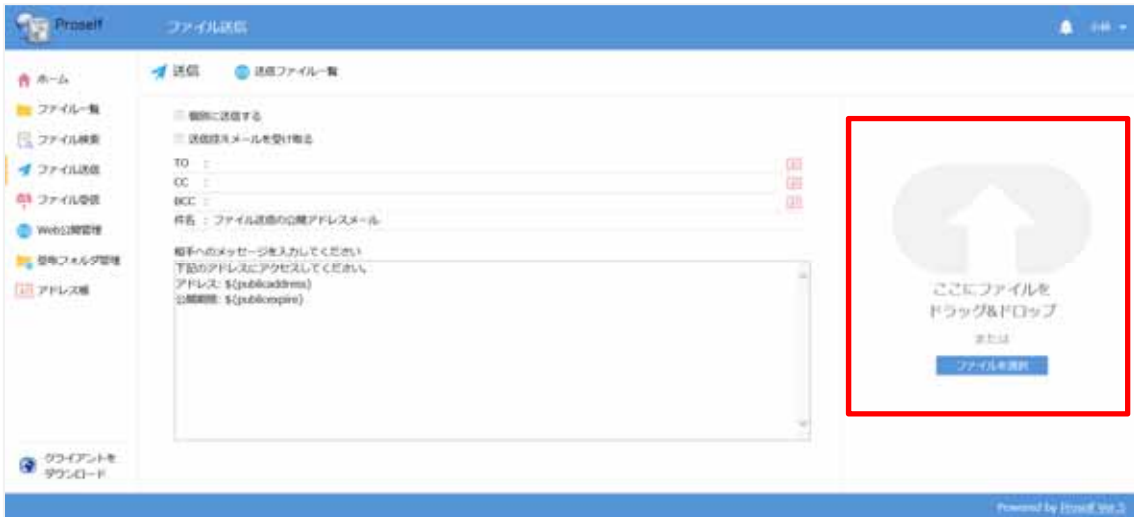 Proself
ファイル送信
小林
ホーム
ファイル一覧
ファイル検索
ファイル送信
ファイル受信
Web公開管理
受取フォルダ管理
アドレス帳
クライアントを
ダウンロード
送信
送信ファイル一覧
個別に送信する
送信控えメールを受け取る
TO :
CC :
BCC :
件名 : ファイル送信の公開アドレスメール
相手へのメッセージを入力してください
下記のアドレスにアクセスしてください。
アドレス: ${publicaddress}
公開期限: ${publicexpire}
ここにファイルを
ドラッグ&ドロップ
または
ファイルを選択
Powered by Proself Ver.5